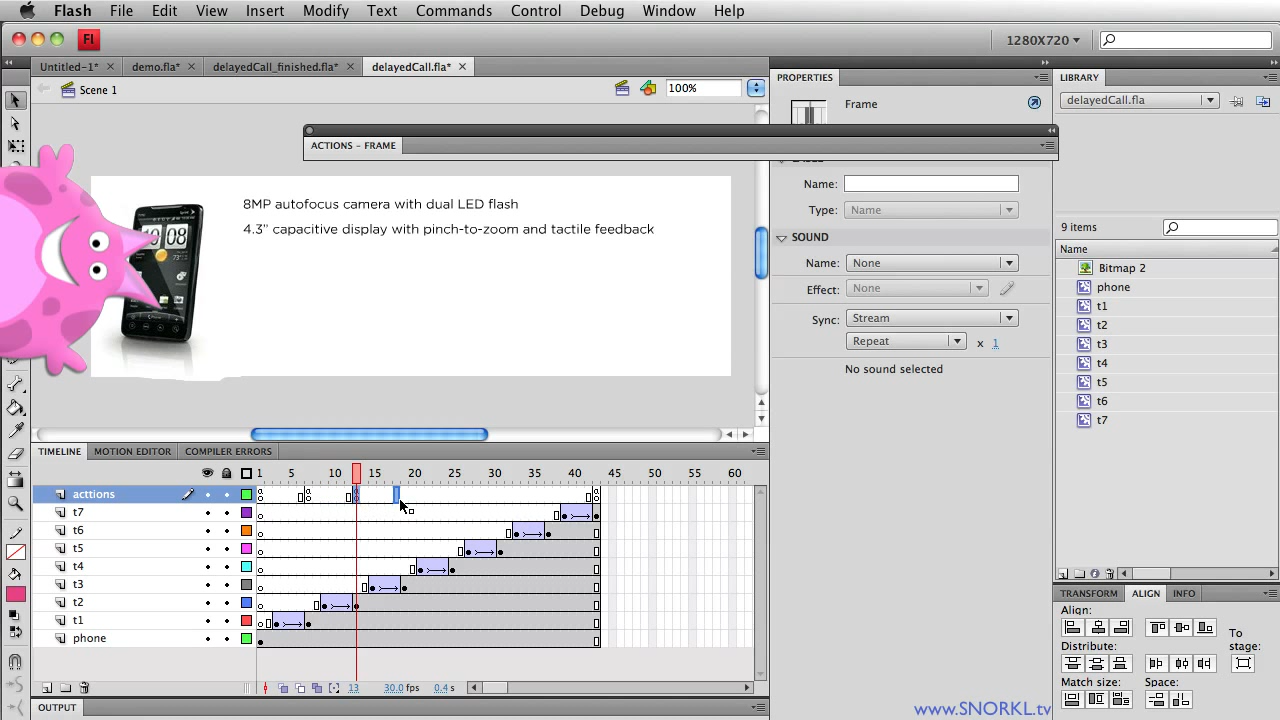 Flash File Edit View Insert Modify Text Commands Control Debug Window Help
Fl 1280X720
Untitled-1* demo.fla* delayedCall_finished.fla* delayedCall.fla*
Scene 1 100%
ACTIONS – FRAME
8MP autofocus camera with dual LED flash
4.3" capacitive display with pinch-to-zoom and tactile feedback
10 08
PROPERTIES
Frame
Name:
Type: Name
SOUND
Name: None
Effect: None
Sync: Stream
Repeat x 1
No sound selected
LIBRARY
delayedCall.fla
9 items
Name
Bitmap 2
phone
t1
t2
t3
t4
t5
t6
t7
TIMELINE MOTION EDITOR COMPILER ERRORS
1 5 10 15 20 25 30 35 40 45 50 55 60
acttions
t7
t6
t5
t4
t3
t2
t1
phone
13 30.0 fps 0.4 s
OUTPUT
TRANSFORM ALIGN INFO
Align:
Distribute:
Match size:
Space:
To
stage:
www.SNORKL.tv